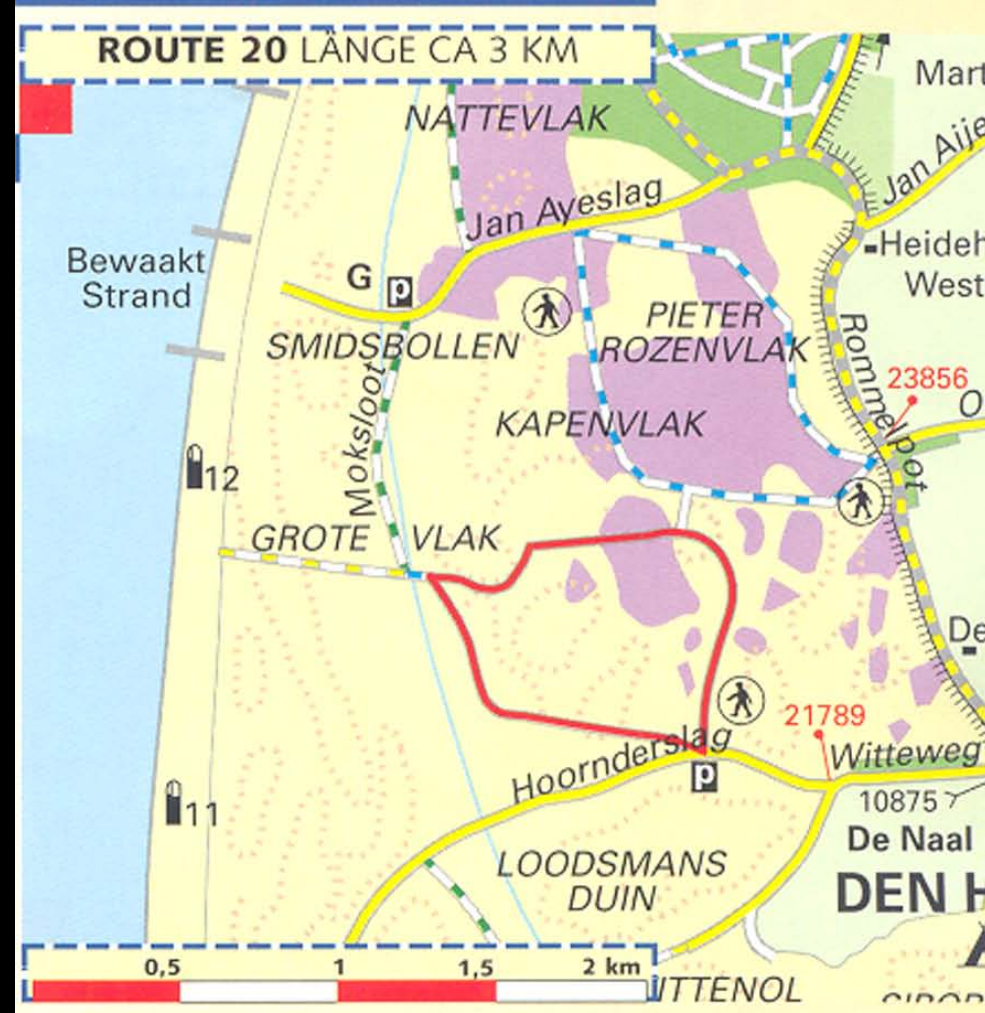 ROUTE 20 LÄNGE CA 3 KM
NATTEVLAK
Mart
Jan Aije
Jan Ayeslag
Heideh
West
Bewaakt
Strand
G P
SMIDSBOLLEN
PIETER
ROZENVLAK
Rommelpot
23856
O
Moksloot
KAPENVLAK
12
GROTE VLAK
De
21789
Hoornderslag
P
Witteweg
10875
11
De Naal
LOODSMANS
DUIN
DEN H
0,5 1 1,5 2 km
ITTENOL